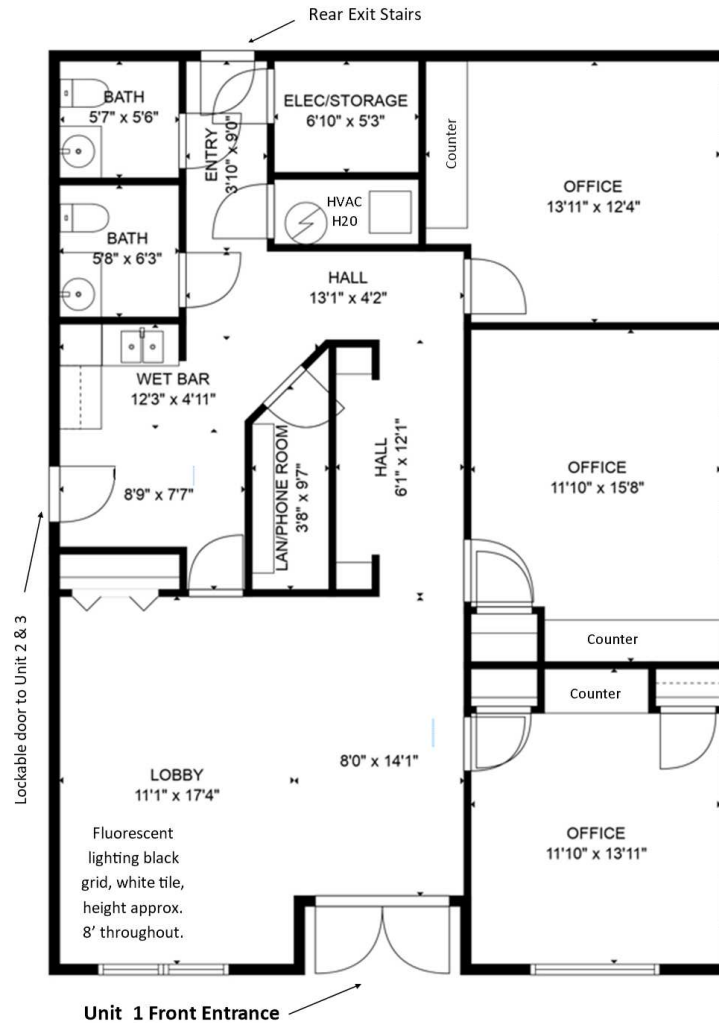 Rear Exit Stairs
BATH
5'7" x 5'6"
ENTRY
3'10" x 9'0"
ELEC/STORAGE
6'10" x 5'3"
Counter
OFFICE
13'11" x 12'4"
HVAC
H20
BATH
5'8" x 6'3"
HALL
13'1" x 4'2"
WET BAR
12'3" x 4'11"
8'9" x 7'7"
LAN/PHONE ROOM
3'8" x 9'7"
HALL
6'1" x 12'1"
OFFICE
11'10" x 15'8"
Lockable door to Unit 2 & 3
Counter
Counter
LOBBY
11'1" x 17'4"
8'0" x 14'1"
OFFICE
11'10" x 13'11"
Fluorescent
lighting black
grid, white tile,
height approx.
8' throughout.
Unit 1 Front Entrance